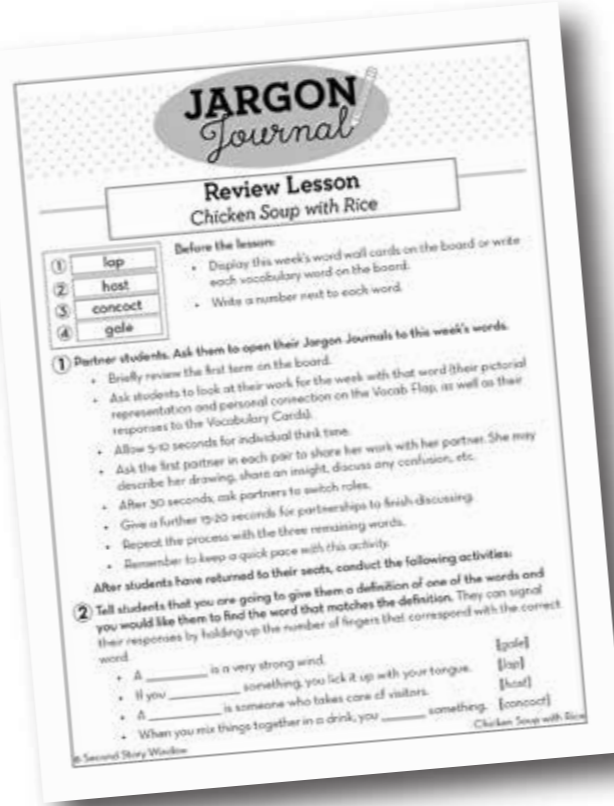 JARGON
Journal
Review Lesson
Chicken Soup with Rice
① lap
② host
③ concoct
④ gale
Before the lesson:
• Display this week's word wall cards on the board or write
each vocabulary word on the board.
• Write a number next to each word.
① Partner students. Ask them to open their Jargon Journals to this week's words.
• Briefly review the first term on the board.
• Ask students to look at their work for the week with that word (their pictorial
representation and personal connection on the Vocab Flap, as well as their
responses to the Vocabulary Cards).
• Allow 5-10 seconds for individual think time.
• Ask the first partner in each pair to share her work with her partner. She may
describe her drawing, share an insight, discuss any confusion, etc.
• After 30 seconds, ask partners to switch roles.
• Give a further 15-20 seconds for partnerships to finish discussing.
• Repeat the process with the three remaining words.
• Remember to keep a quick pace with this activity.
After students have returned to their seats, conduct the following activities:
② Tell students that you are going to give them a definition of one of the words and
you would like them to find the word that matches the definition. They can signal
their responses by holding up the number of fingers that correspond with the correct
word.
• A ________ is a very strong wind. [gale]
• If you ________ something, you lick it up with your tongue. [lap]
• A ________ is someone who takes care of visitors. [host]
• When you mix things together in a drink, you ______ something. [concoct]
© Second Story Window
Chicken Soup with Rice